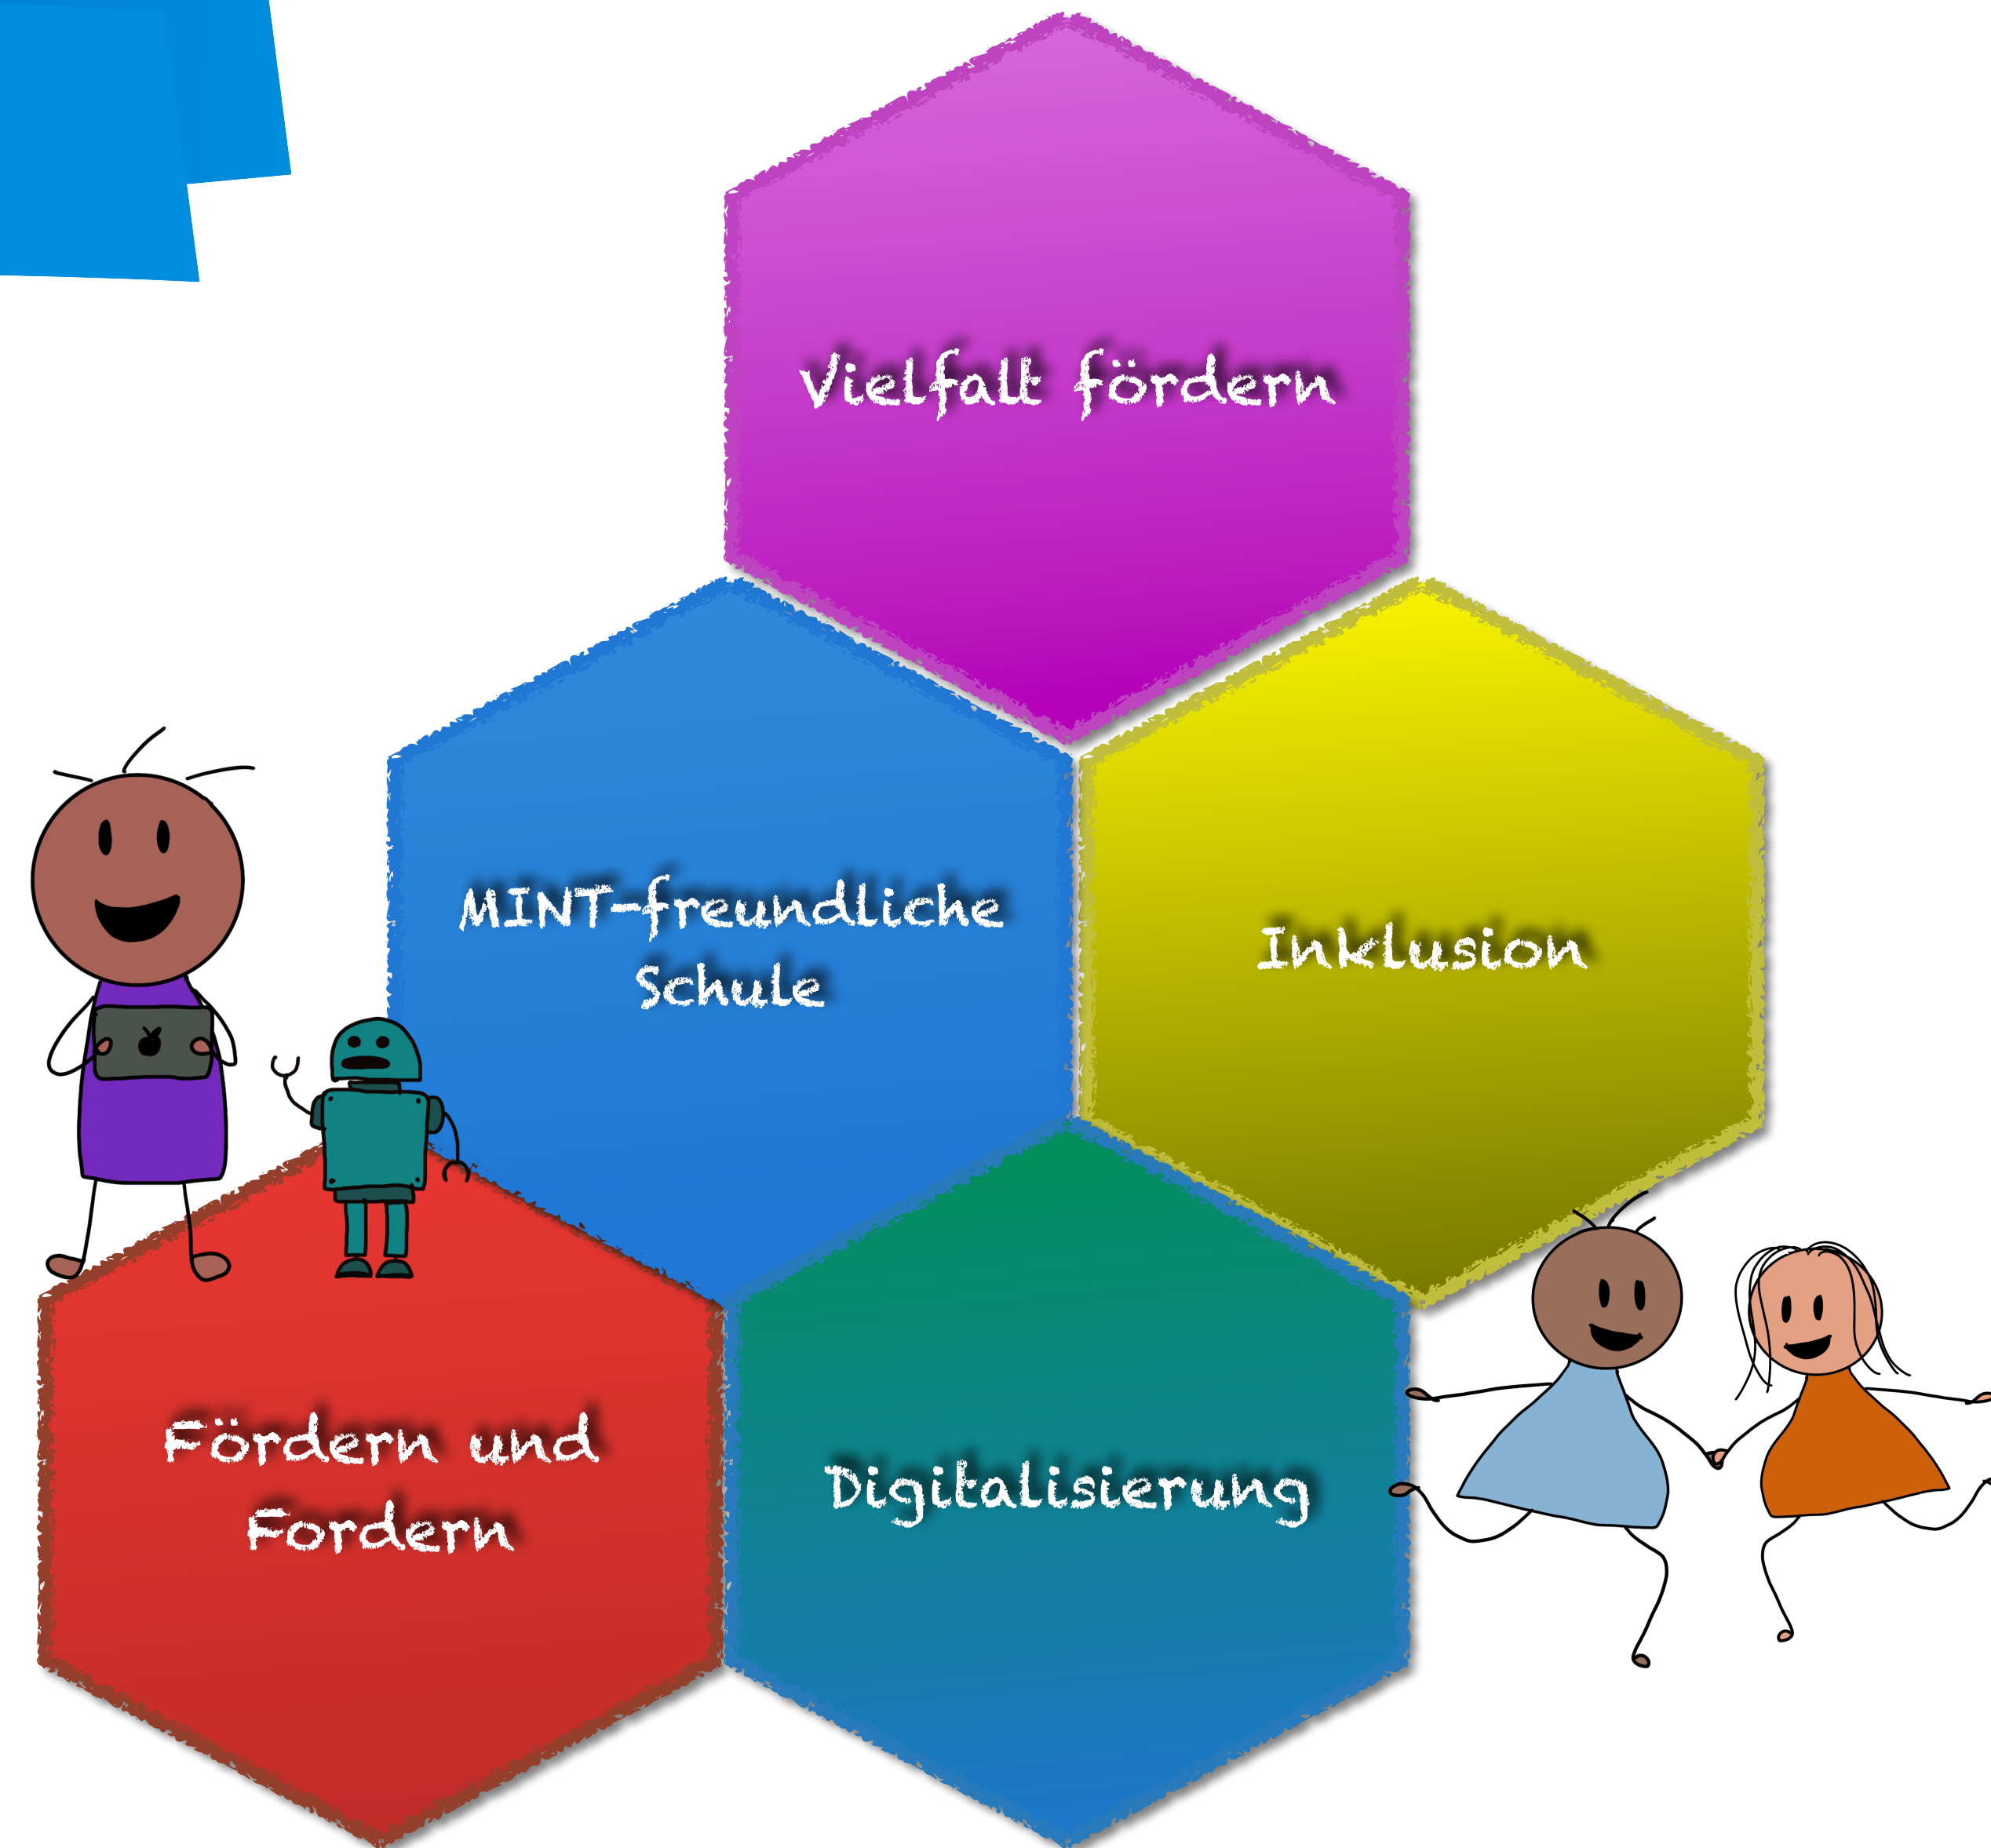 Vielfalt fördern
MINT-freundliche
Schule
Inklusion
Fördern und
Fordern
Digitalisierung